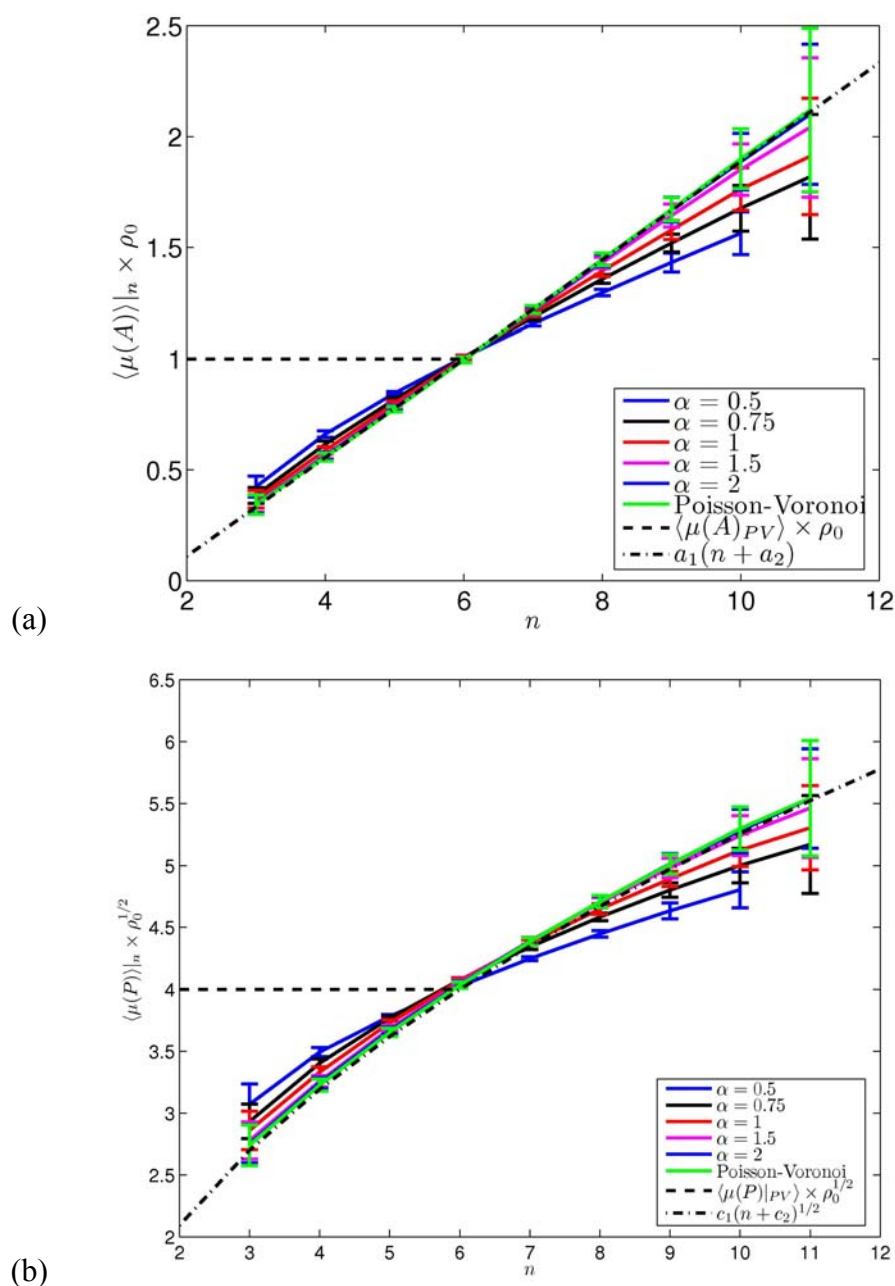 2.5
2
1.5
1
0.5
0
⟨μ(A)⟩|n × ρ0
α = 0.5
α = 0.75
α = 1
α = 1.5
α = 2
Poisson-Voronoi
⟨μ(A)PV⟩ × ρ0
a1(n + a2)
2 4 6 8 10 12
n
(a)
6.5
6
5.5
5
4.5
4
3.5
3
2.5
2
⟨μ(P)⟩|n × ρ0^1/2
α = 0.5
α = 0.75
α = 1
α = 1.5
α = 2
Poisson-Voronoi
⟨μ(P)|PV⟩ × ρ0^1/2
c1(n + c2)^1/2
2 3 4 5 6 7 8 9 10 11 12
n
(b)